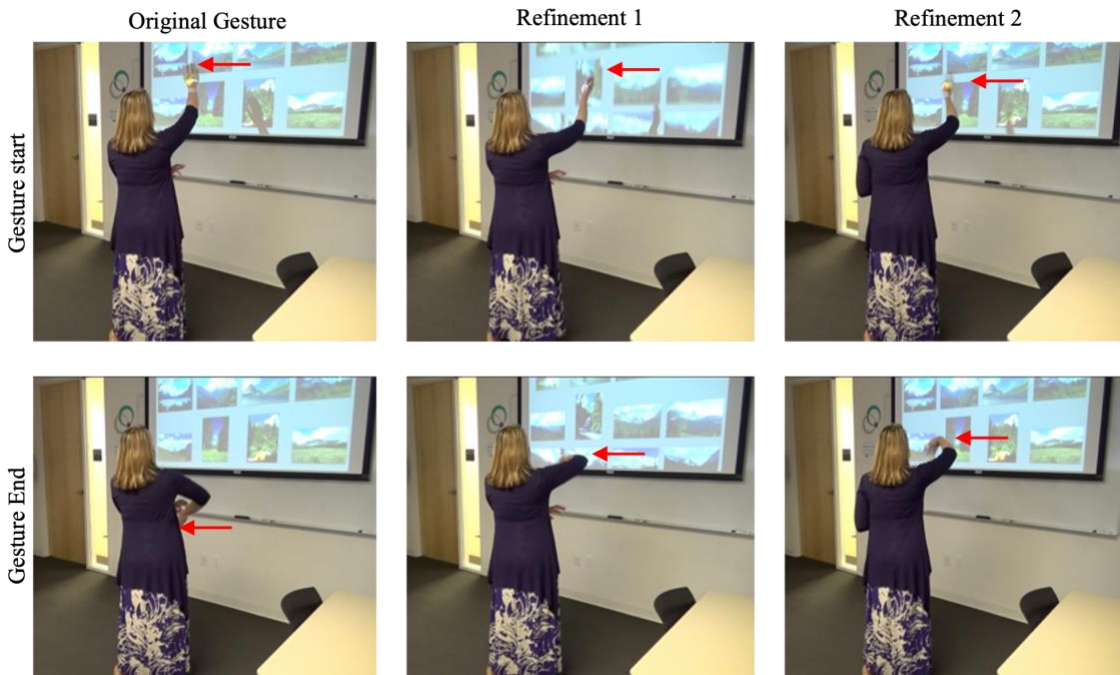 Original Gesture
Refinement 1
Refinement 2
Gesture start
Gesture End